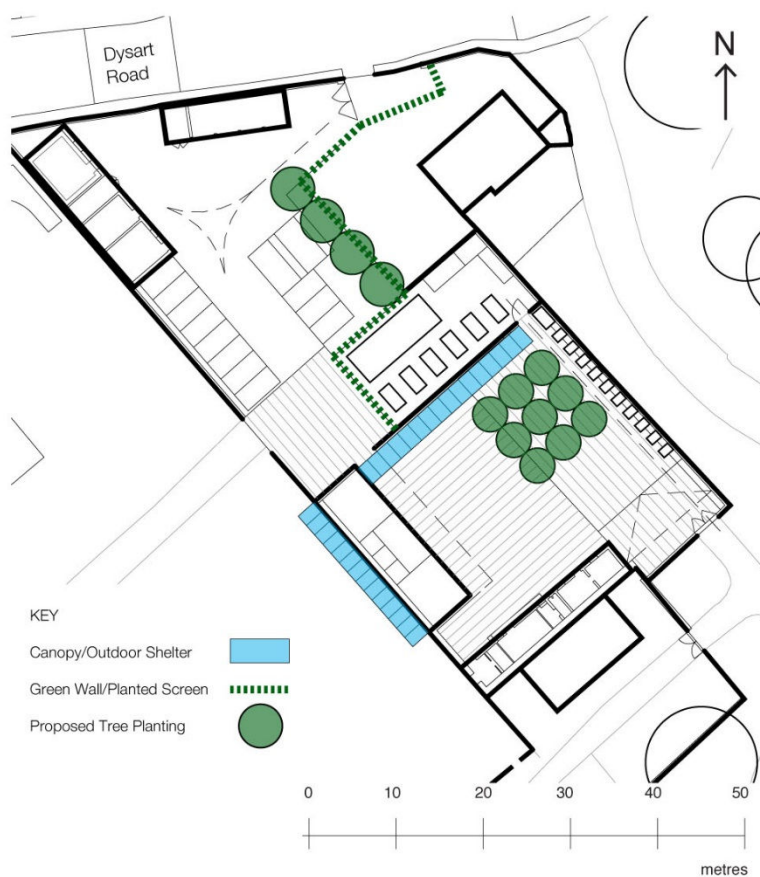 Dysart
Road
N
KEY
Canopy/Outdoor Shelter
Green Wall/Planted Screen
Proposed Tree Planting
0 10 20 30 40 50
metres